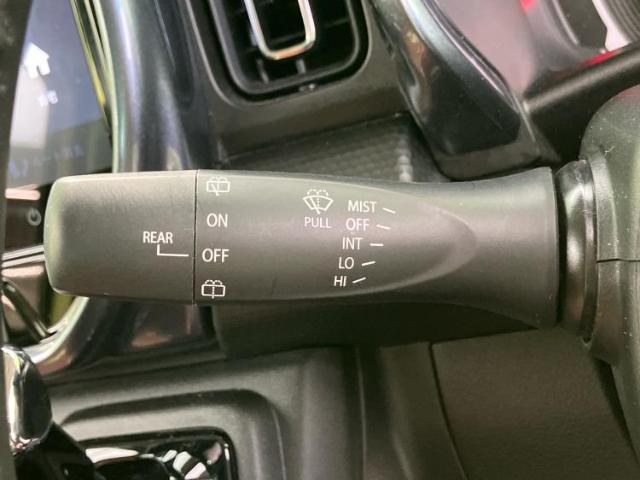 REAR
ON
OFF
PULL
MIST
OFF
INT
LO
HI